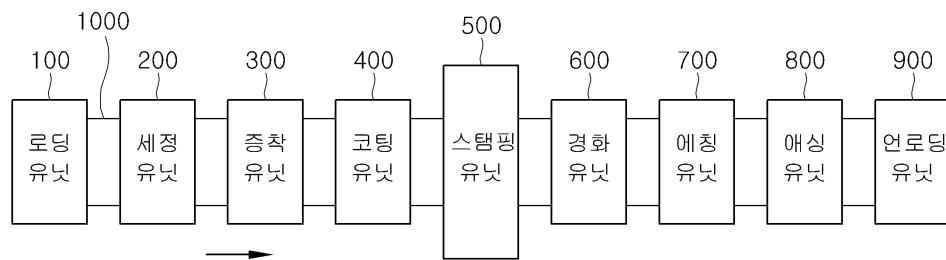 1000
500
100 200 300 400 600 700 800 900
로딩 유닛
세정 유닛
증착 유닛
코팅 유닛
스탬핑 유닛
경화 유닛
에칭 유닛
애싱 유닛
언로딩 유닛